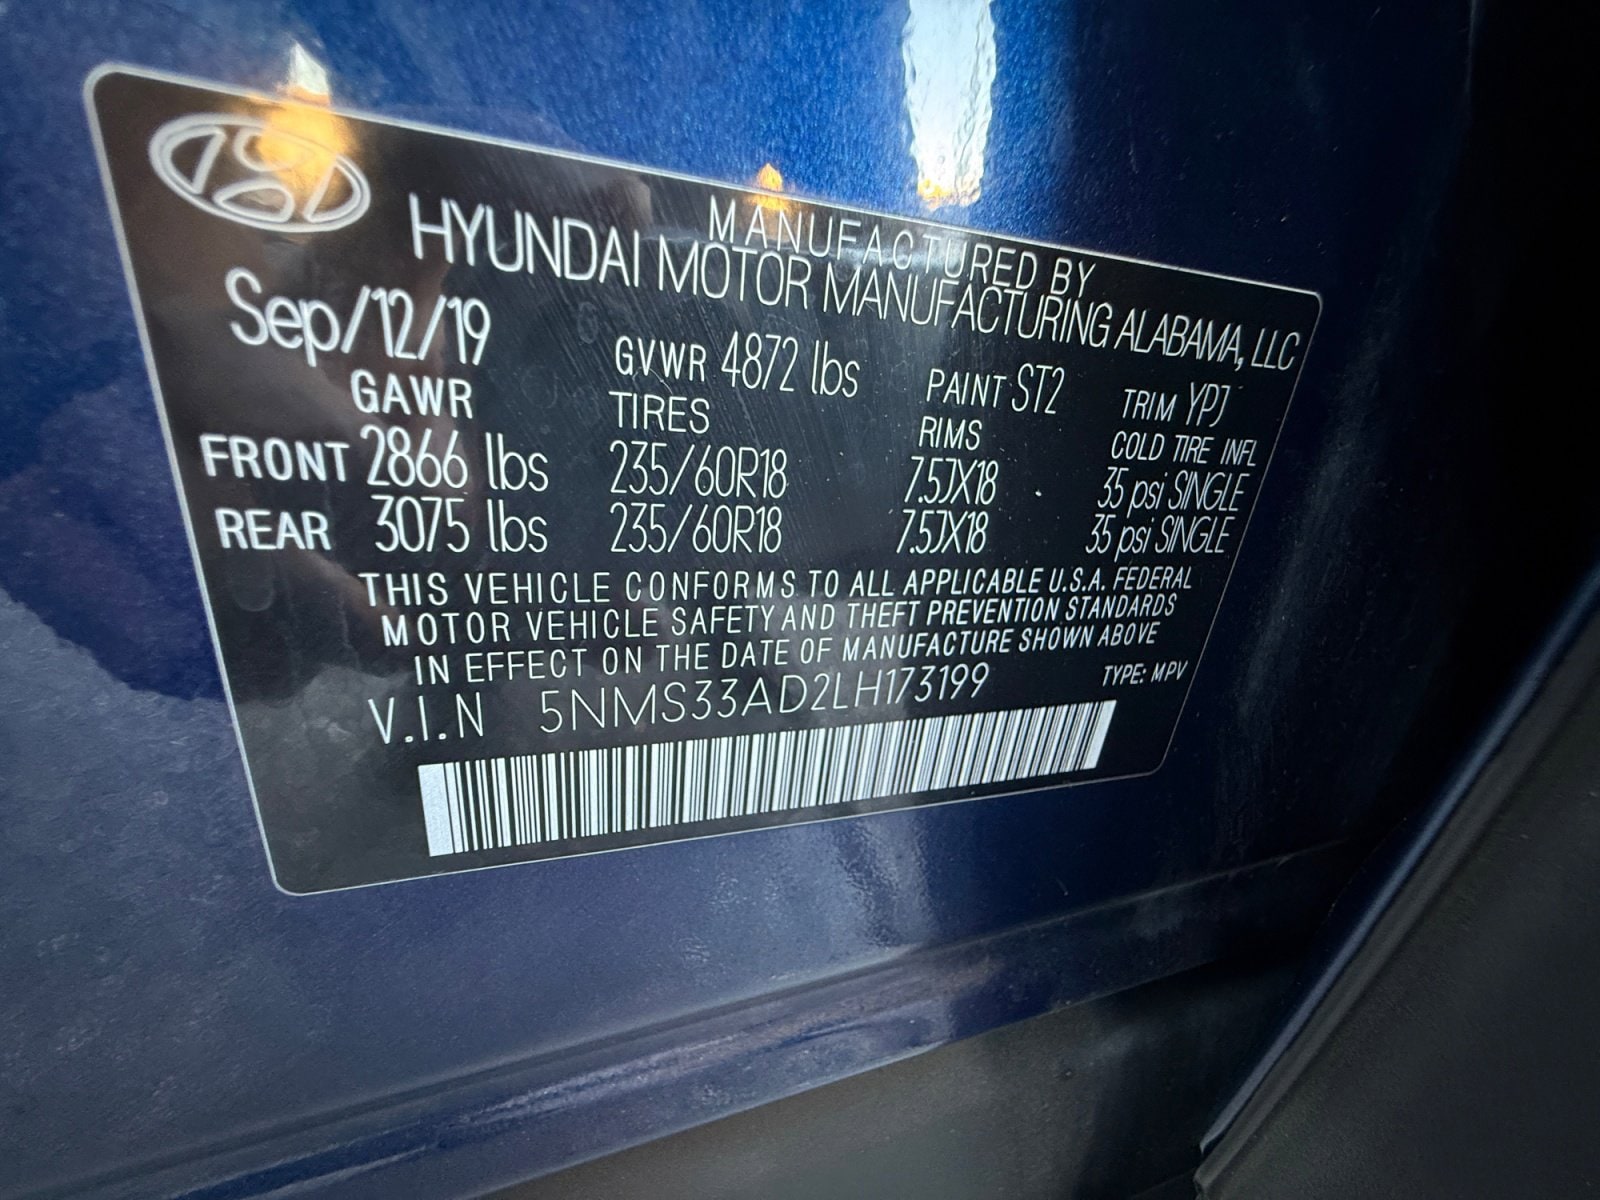 MANUFACTURED BY
HYUNDAI MOTOR MANUFACTURING ALABAMA, LLC
Sep/12/19 GVWR 4872 lbs PAINT ST2 TRIM YPJ
GAWR TIRES RIMS COLD TIRE INFL
FRONT 2866 lbs 235/60R18 7.5JX18 35 psi SINGLE
REAR 3075 lbs 235/60R18 7.5JX18 35 psi SINGLE
THIS VEHICLE CONFORMS TO ALL APPLICABLE U.S.A. FEDERAL
MOTOR VEHICLE SAFETY AND THEFT PREVENTION STANDARDS
IN EFFECT ON THE DATE OF MANUFACTURE SHOWN ABOVE
V.I.N 5NMS33AD2LH173199 TYPE: MPV